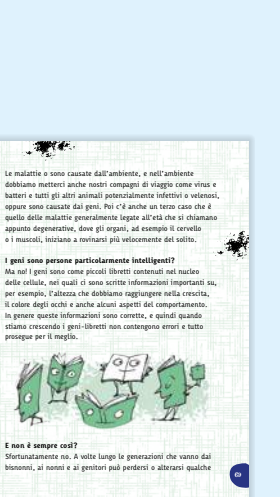 Le malattie o sono causate dall'ambiente, e nell'ambiente
dobbiamo metterci anche nostri compagni di viaggio come virus e
batteri e tutti gli altri animali potenzialmente infettivi o velenosi,
oppure sono causate dai geni. Poi c'è anche un terzo caso che è
quello delle malattie generalmente legate all'età che si chiamano
appunto degenerative, dove gli organi, ad esempio il cervello
o i muscoli, iniziano a rovinarsi più velocemente del solito.
I geni sono persone particolarmente intelligenti?
Ma no! I geni sono come piccoli libretti contenuti nel nucleo
delle cellule, nei quali ci sono scritte informazioni importanti su,
per esempio, l'altezza che dobbiamo raggiungere nella crescita,
il colore degli occhi e anche alcuni aspetti del comportamento.
In genere queste informazioni sono corrette, e quindi quando
stiamo crescendo i geni-libretti non contengono errori e tutto
prosegue per il meglio.
E non è sempre così?
Sfortunatamente no. A volte lungo le generazioni che vanno dai
bisnonni, ai nonni e ai genitori può perdersi o alterarsi qualche